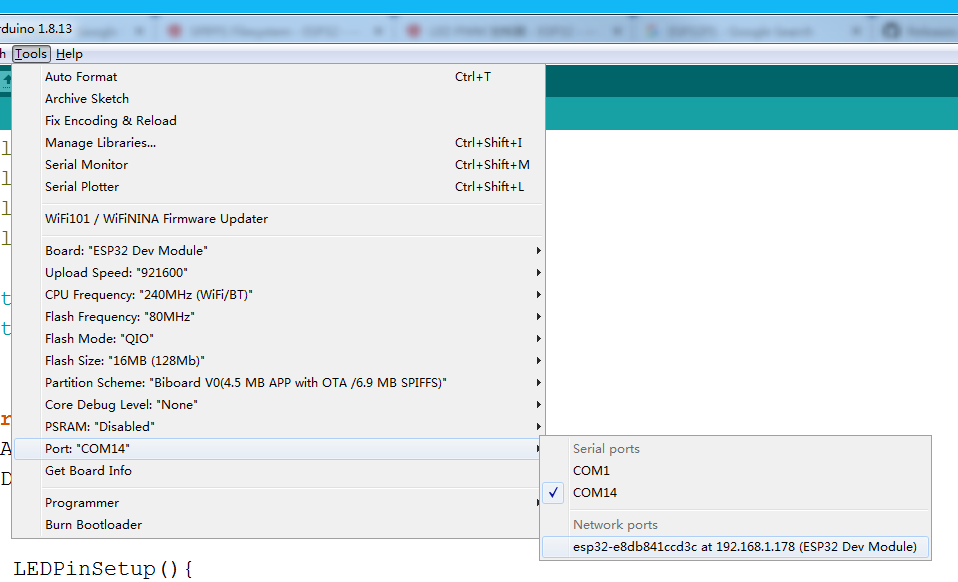 rduino 1.8.13
h Tools Help
Auto Format Ctrl+T
Archive Sketch
Fix Encoding & Reload
Manage Libraries... Ctrl+Shift+I
Serial Monitor Ctrl+Shift+M
Serial Plotter Ctrl+Shift+L
WiFi101 / WiFiNINA Firmware Updater
Board: "ESP32 Dev Module"
Upload Speed: "921600"
CPU Frequency: "240MHz (WiFi/BT)"
Flash Frequency: "80MHz"
Flash Mode: "QIO"
Flash Size: "16MB (128Mb)"
Partition Scheme: "Biboard V0(4.5 MB APP with OTA /6.9 MB SPIFFS)"
Core Debug Level: "None"
PSRAM: "Disabled"
Port: "COM14"
Get Board Info
Programmer
Burn Bootloader
Serial ports
COM1
COM14
Network ports
esp32-e8db841ccd3c at 192.168.1.178 (ESP32 Dev Module)
LEDPinSetup(){